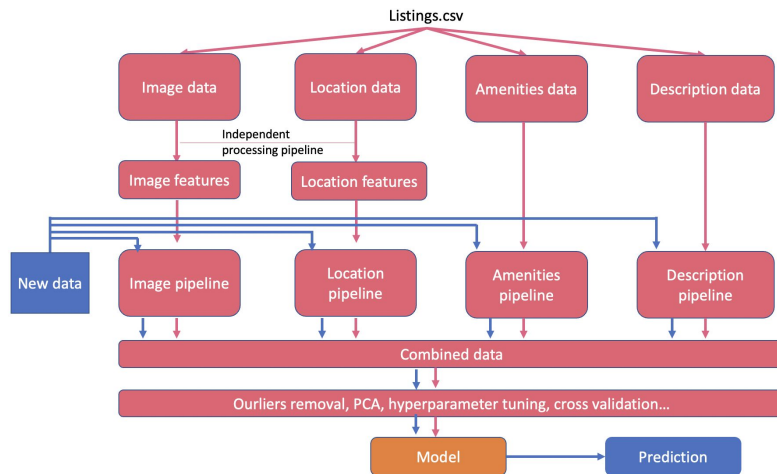 Listings.csv
Image data
Location data
Amenities data
Description data
Independent
processing pipeline
Image features
Location features
New data
Image pipeline
Location
pipeline
Amenities
pipeline
Description
pipeline
Combined data
Ourliers removal, PCA, hyperparameter tuning, cross validation...
Model
Prediction